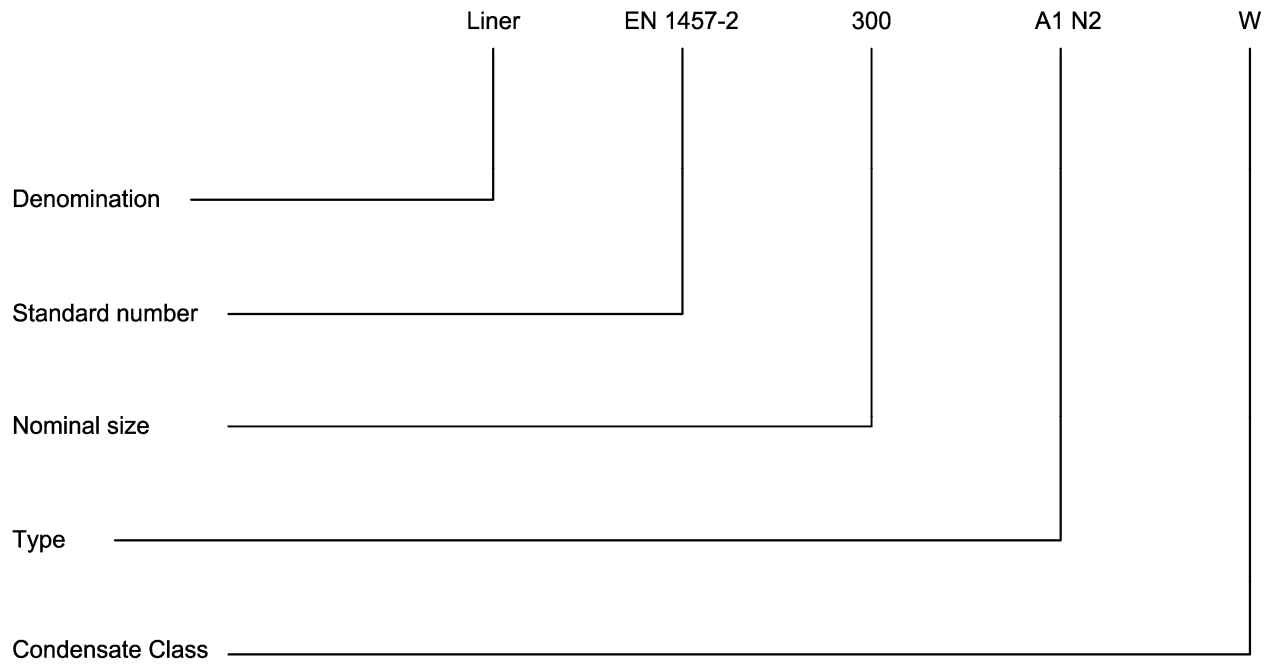 Liner EN 1457-2 300 A1 N2 W
Denomination
Standard number
Nominal size
Type
Condensate Class